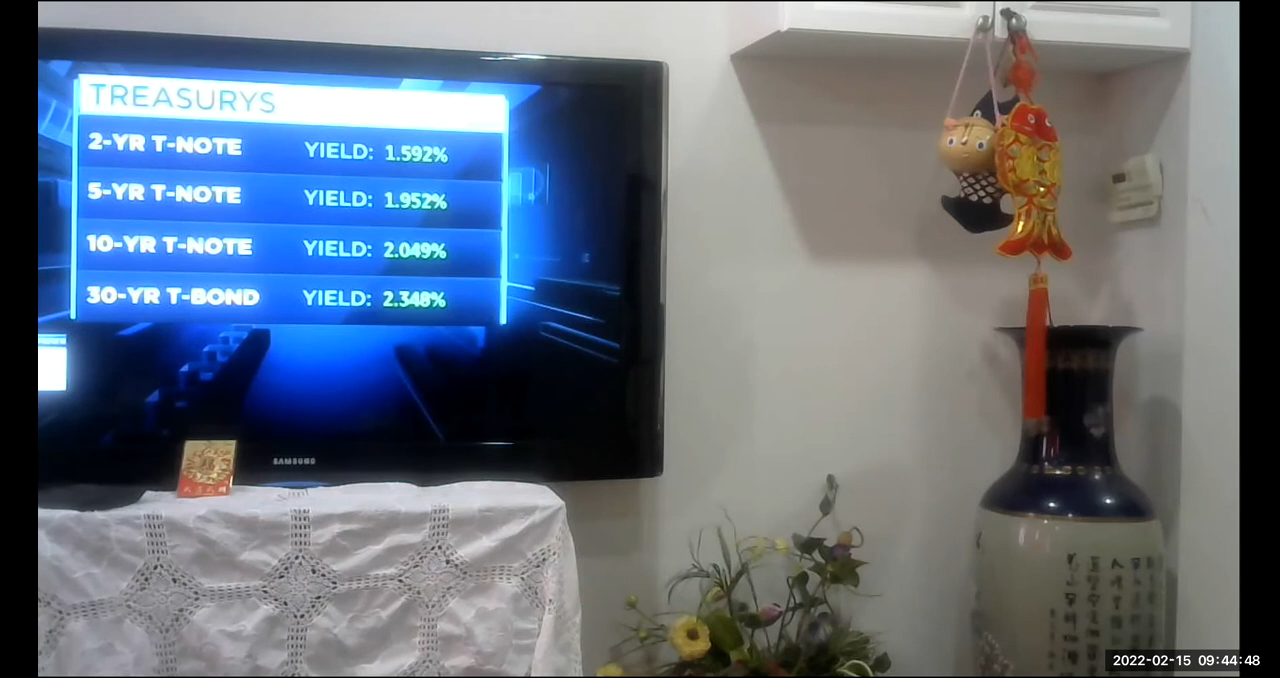 TREASURYS
2-YR T-NOTE YIELD: 1.592%
5-YR T-NOTE YIELD: 1.952%
10-YR T-NOTE YIELD: 2.049%
30-YR T-BOND YIELD: 2.348%
SAMSUNG
2022-02-15 09:44:48